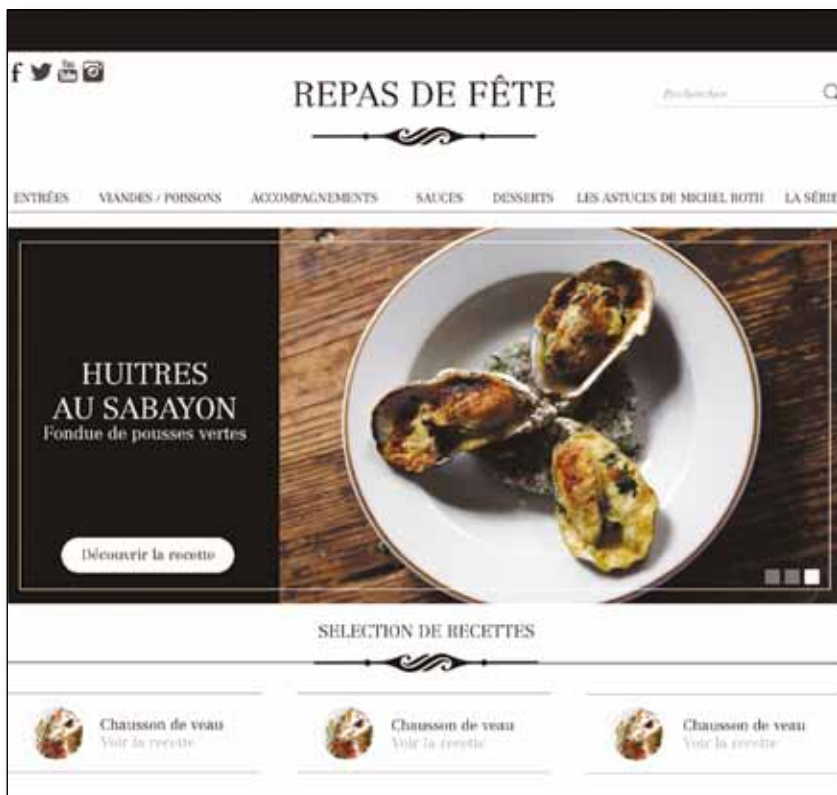 REPAS DE FÊTE
Rechercher
ENTRÉES VIANDES / POISSONS ACCOMPAGNEMENTS SAUCES DESSERTS LES ASTUCES DE MICHEL ROTH LA SÉRIE
HUITRES
AU SABAYON
Fondue de pousses vertes
Découvrir la recette
SELECTION DE RECETTES
Chausson de veau Chausson de veau Chausson de veau
Voir la recette Voir la recette Voir la recette